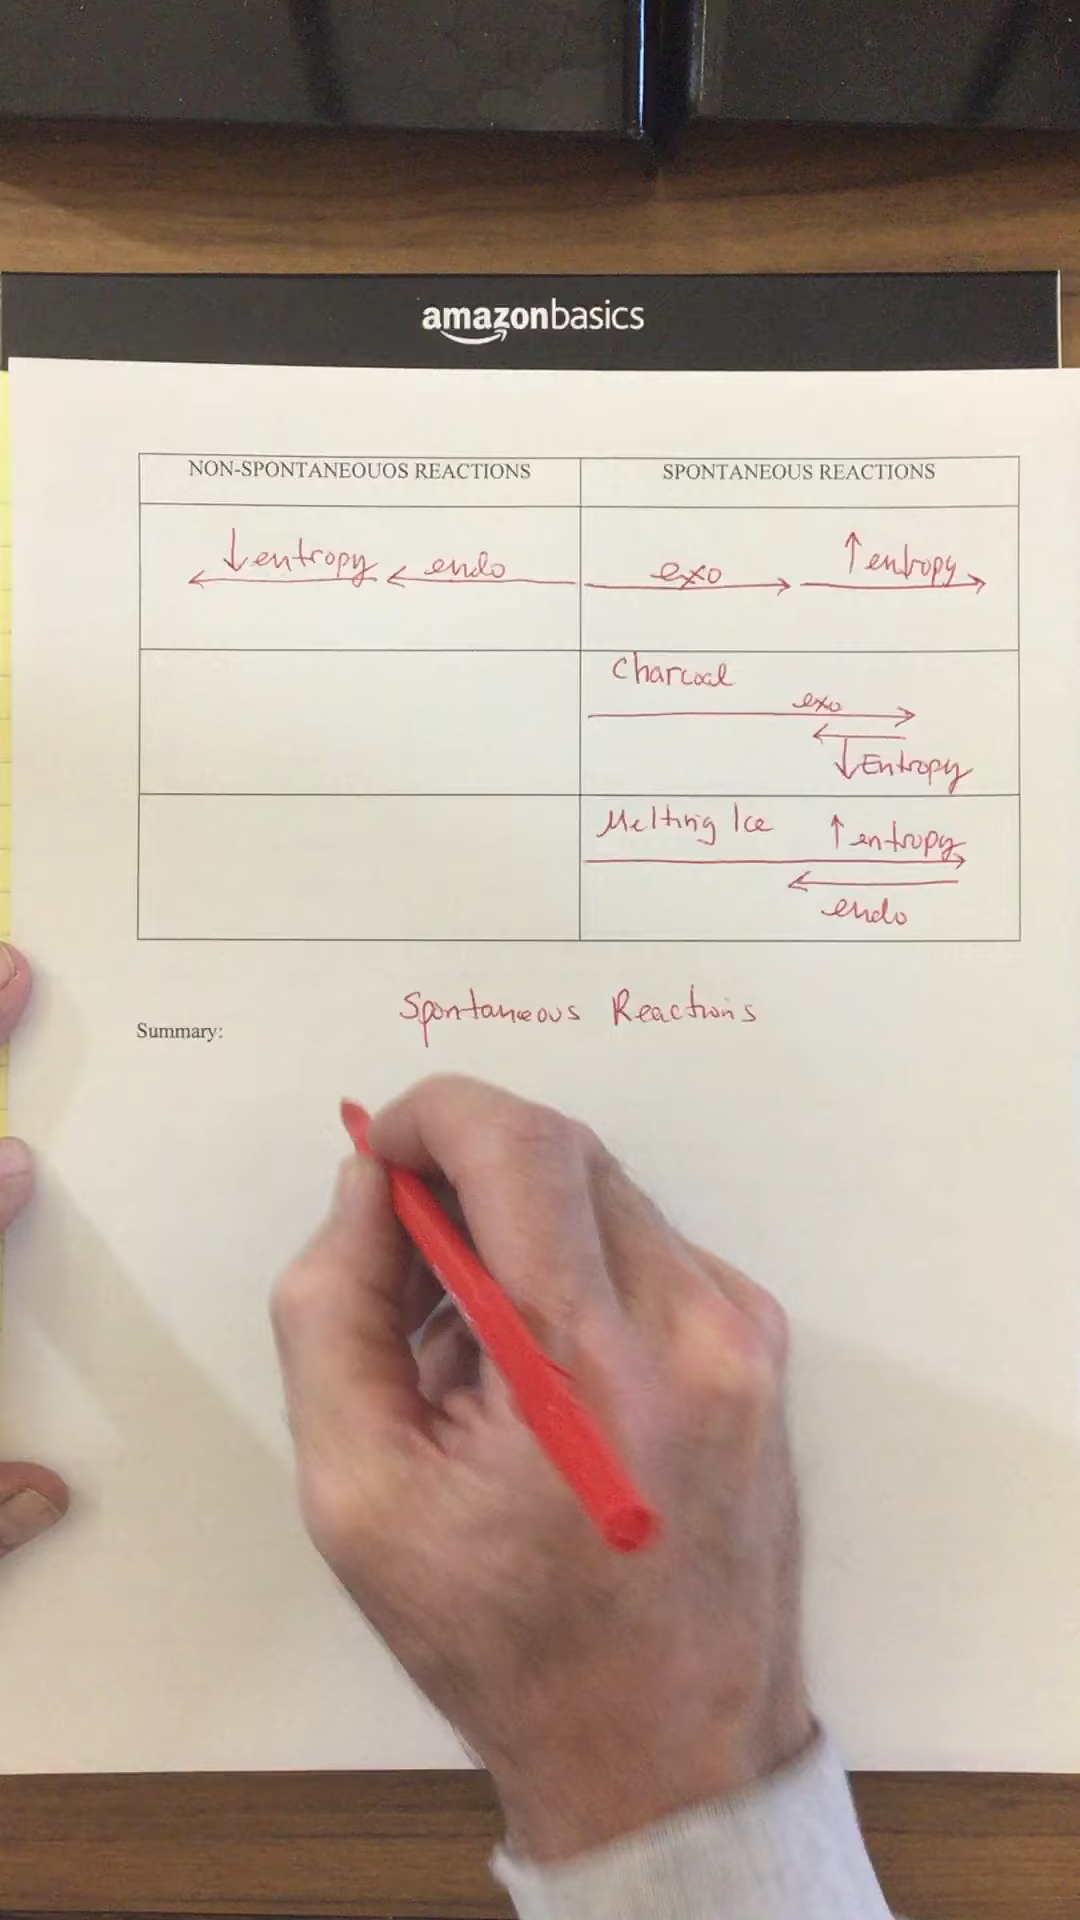 amazonbasics
NON-SPONTANEOUOS REACTIONS
SPONTANEOUS REACTIONS
↓entropy
endo
exo
↑entropy
Charcoal
exo
↓Entropy
Melting Ice
↑entropy
endo
Spontaneous Reactions
Summary: